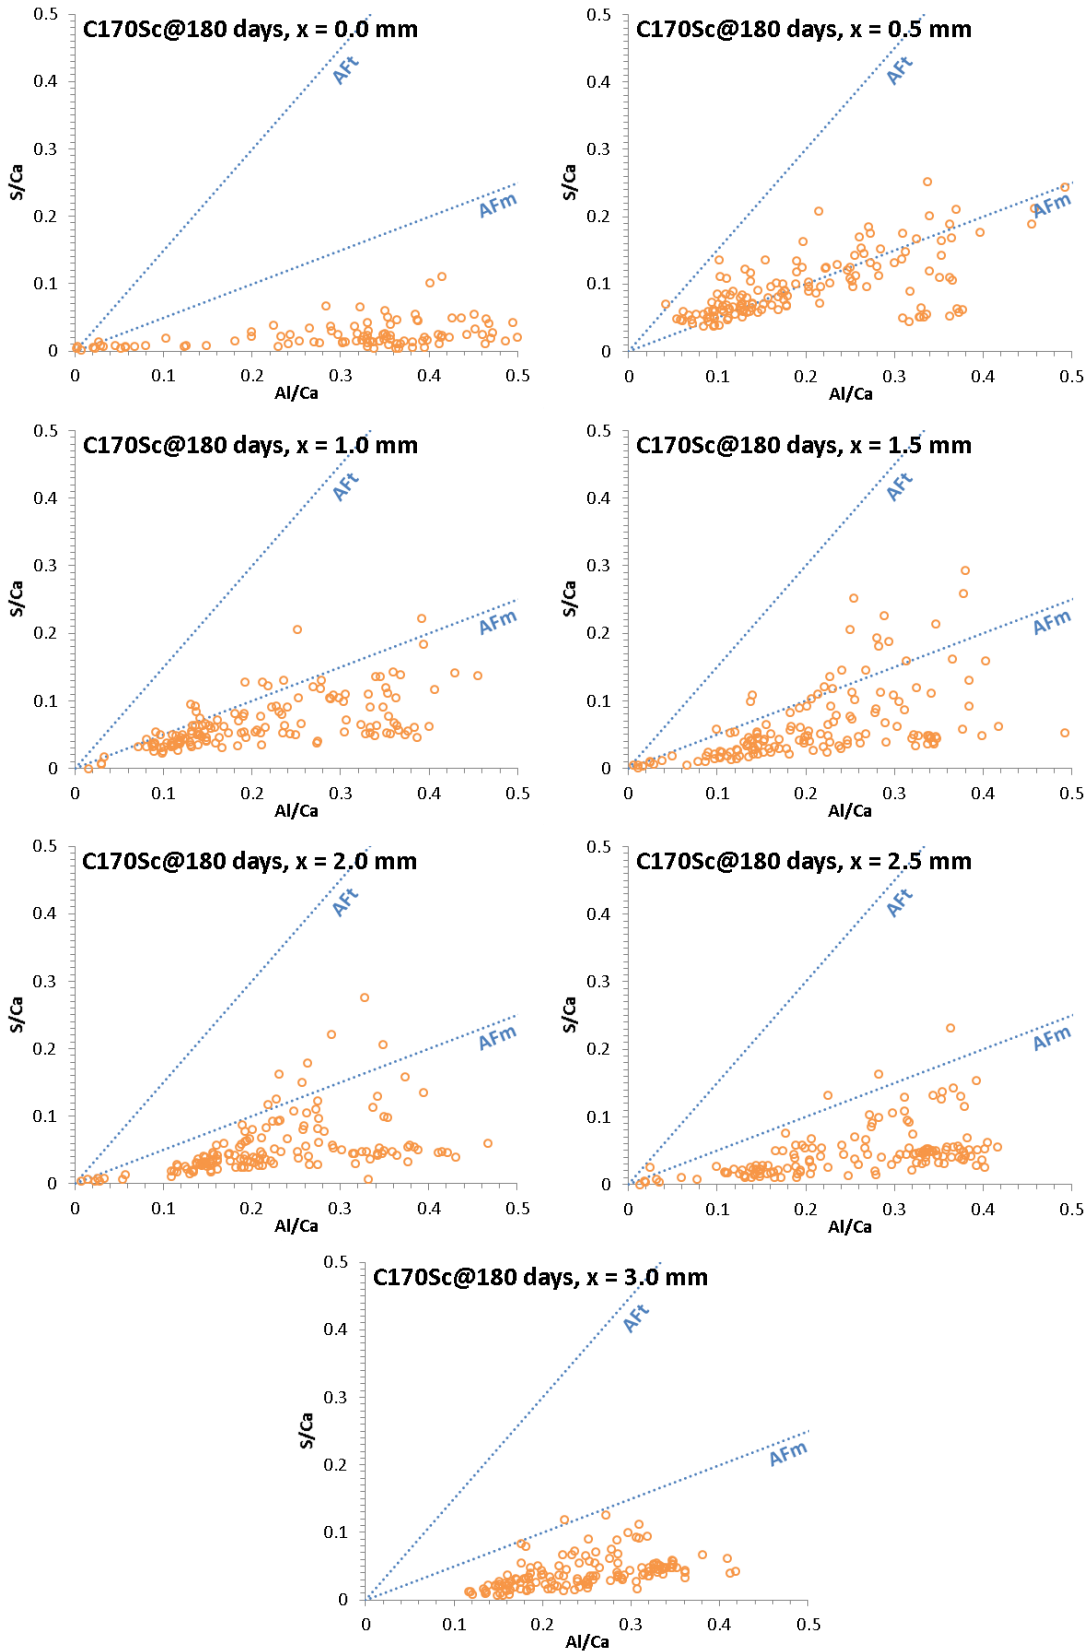 C170Sc@180 days, x = 0.0 mm
0.5
0.4
0.3
0.2
0.1
0
S/Ca
AFt
AFm
0 0.1 0.2 0.3 0.4 0.5
Al/Ca
C170Sc@180 days, x = 0.5 mm
0.5
0.4
0.3
0.2
0.1
0
S/Ca
AFt
AFm
0 0.1 0.2 0.3 0.4 0.5
Al/Ca
C170Sc@180 days, x = 1.0 mm
0.5
0.4
0.3
0.2
0.1
0
S/Ca
AFt
AFm
0 0.1 0.2 0.3 0.4 0.5
Al/Ca
C170Sc@180 days, x = 1.5 mm
0.5
0.4
0.3
0.2
0.1
0
S/Ca
AFt
AFm
0 0.1 0.2 0.3 0.4 0.5
Al/Ca
C170Sc@180 days, x = 2.0 mm
0.5
0.4
0.3
0.2
0.1
0
S/Ca
AFt
AFm
0 0.1 0.2 0.3 0.4 0.5
Al/Ca
C170Sc@180 days, x = 2.5 mm
0.5
0.4
0.3
0.2
0.1
0
S/Ca
AFt
AFm
0 0.1 0.2 0.3 0.4 0.5
Al/Ca
C170Sc@180 days, x = 3.0 mm
0.5
0.4
0.3
0.2
0.1
0
S/Ca
AFt
AFm
0 0.1 0.2 0.3 0.4 0.5
Al/Ca